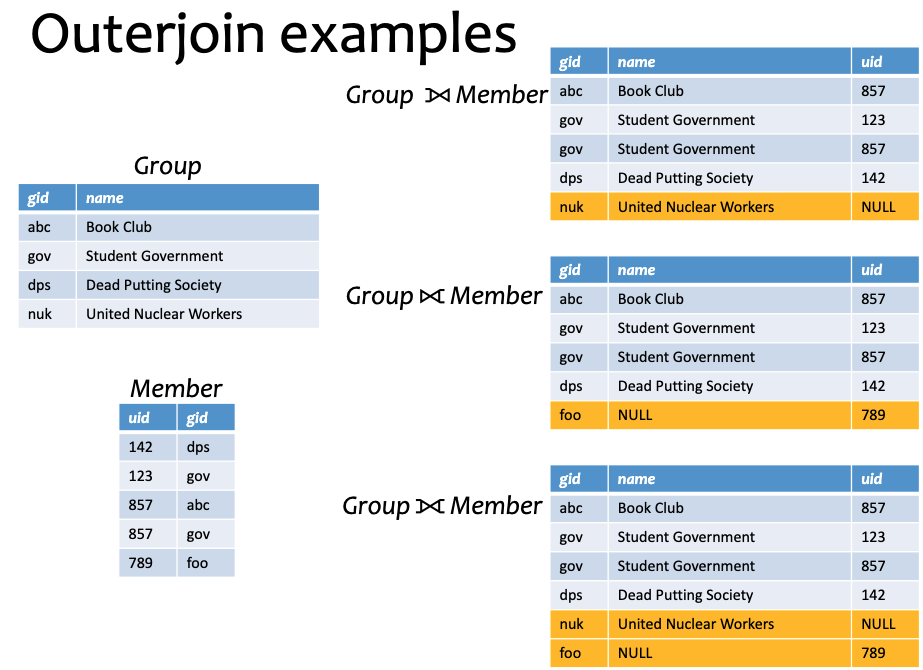 Outerjoin examples
Group
gid name
abc Book Club
gov Student Government
dps Dead Putting Society
nuk United Nuclear Workers
Member
uid gid
142 dps
123 gov
857 abc
857 gov
789 foo
Group ⟕ Member
gid name uid
abc Book Club 857
gov Student Government 123
gov Student Government 857
dps Dead Putting Society 142
nuk United Nuclear Workers NULL
Group ⟖ Member
gid name uid
abc Book Club 857
gov Student Government 123
gov Student Government 857
dps Dead Putting Society 142
foo NULL 789
Group ⟗ Member
gid name uid
abc Book Club 857
gov Student Government 123
gov Student Government 857
dps Dead Putting Society 142
nuk United Nuclear Workers NULL
foo NULL 789